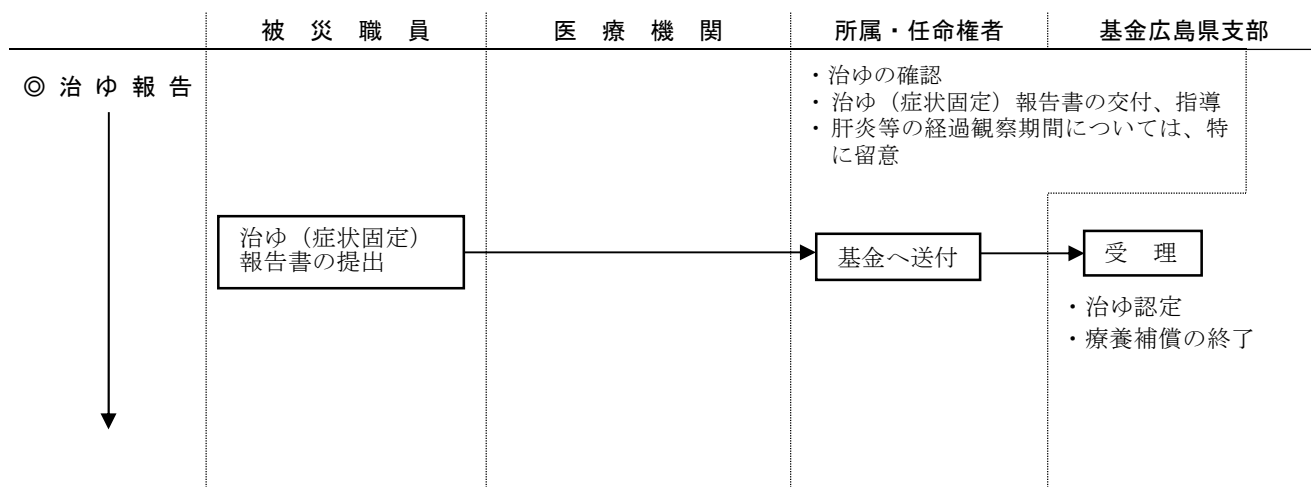 被災職員
医療機関
所属・任命権者
基金広島県支部
◎治ゆ報告
・治ゆの確認
・治ゆ（症状固定）報告書の交付、指導
・肝炎等の経過観察期間については、特
に留意
治ゆ（症状固定）
報告書の提出
基金へ送付
受理
・治ゆ認定
・療養補償の終了